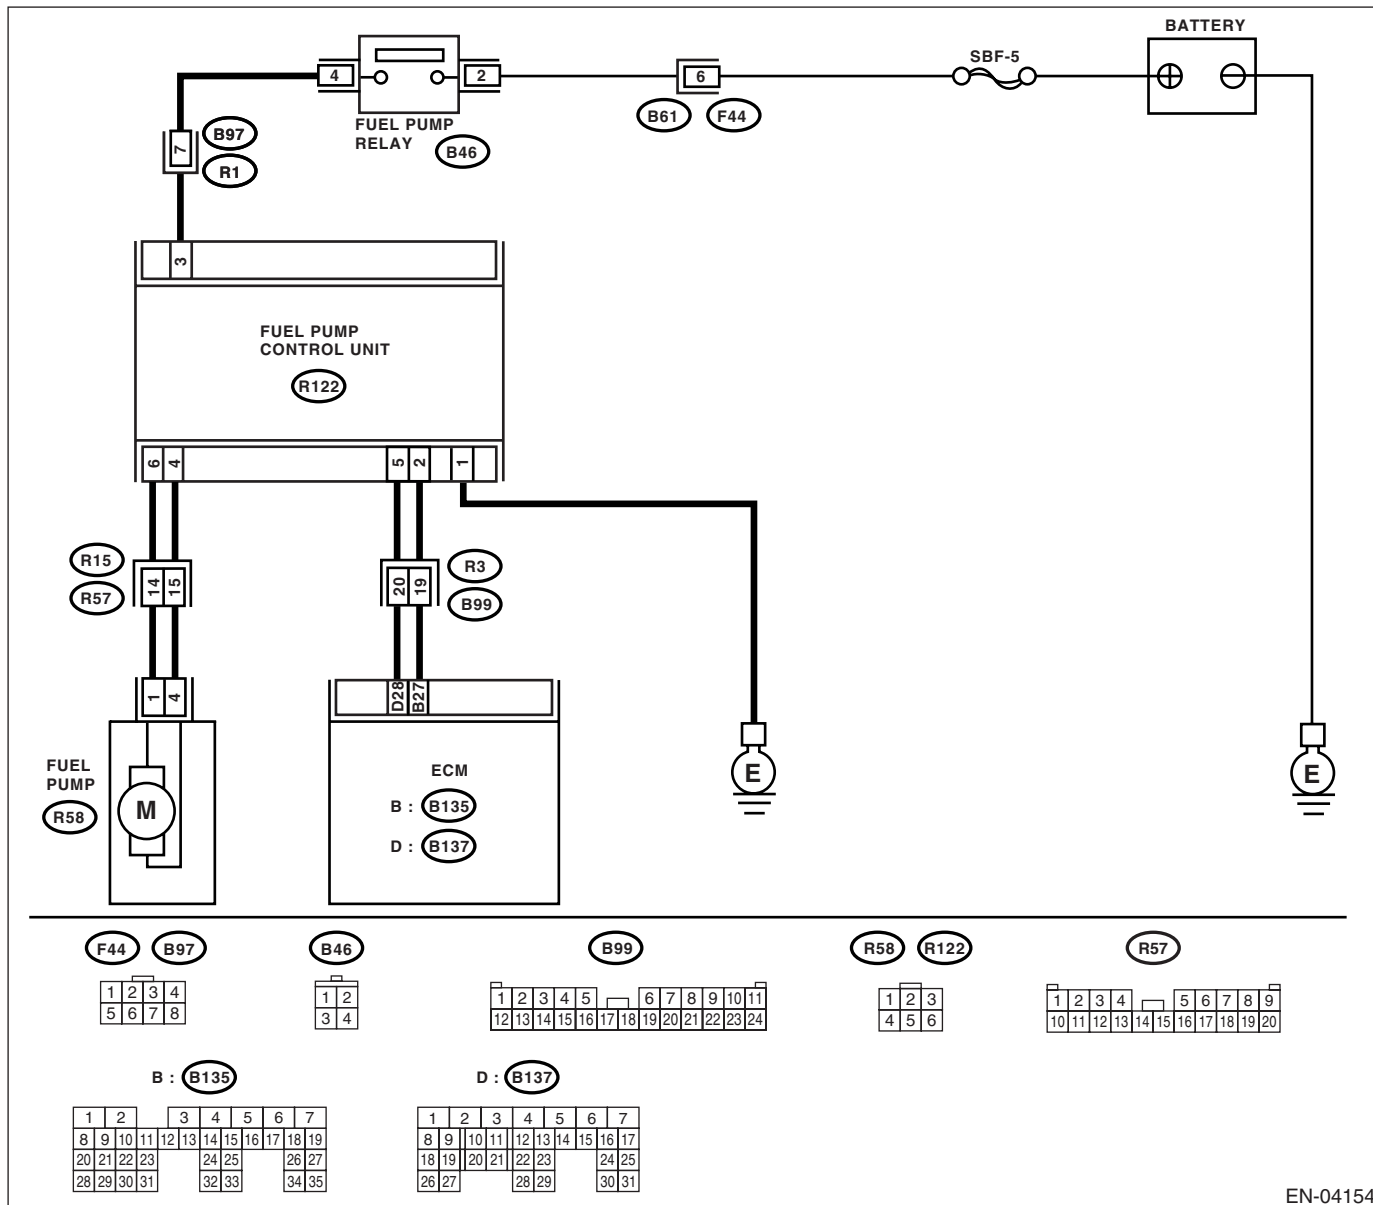 BATTERY
SBF-5
4
2
6
FUEL PUMP
RELAY
B46
B61
F44
7
B97
R1
3
FUEL PUMP
CONTROL UNIT
R122
6
4
5
2
1
R15
R57
14
15
20
19
R3
B99
1
4
D28
B27
FUEL
PUMP
R58
M
ECM
B : B135
D : B137
E
E
F44 B97
B46
B99
R58 R122
R57
1 2 3 4
5 6 7 8
1 2
3 4
1 2 3 4 5 6 7 8 9 10 11
12 13 14 15 16 17 18 19 20 21 22 23 24
1 2 3
4 5 6
1 2 3 4 5 6 7 8 9
10 11 12 13 14 15 16 17 18 19 20
B : B135
D : B137
1 2 3 4 5 6 7
8 9 10 11 12 13 14 15 16 17 18 19
20 21 22 23 24 25 26 27
28 29 30 31 32 33 34 35
1 2 3 4 5 6 7
8 9 10 11 12 13 14 15 16 17
18 19 20 21 22 23 24 25
26 27 28 29 30 31
EN-04154